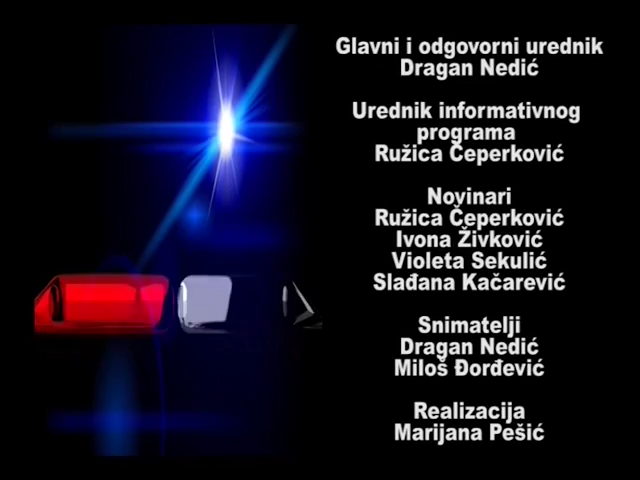 Glavni i odgovorni urednik
Dragan Nedić
Urednik informativnog
programa
Ružica Čeperković
Novinari
Ružica Čeperković
Ivona Živković
Violeta Sekulić
Slađana Kačarević
Snimatelji
Dragan Nedić
Miloš Đorđević
Realizacija
Marijana Pešić